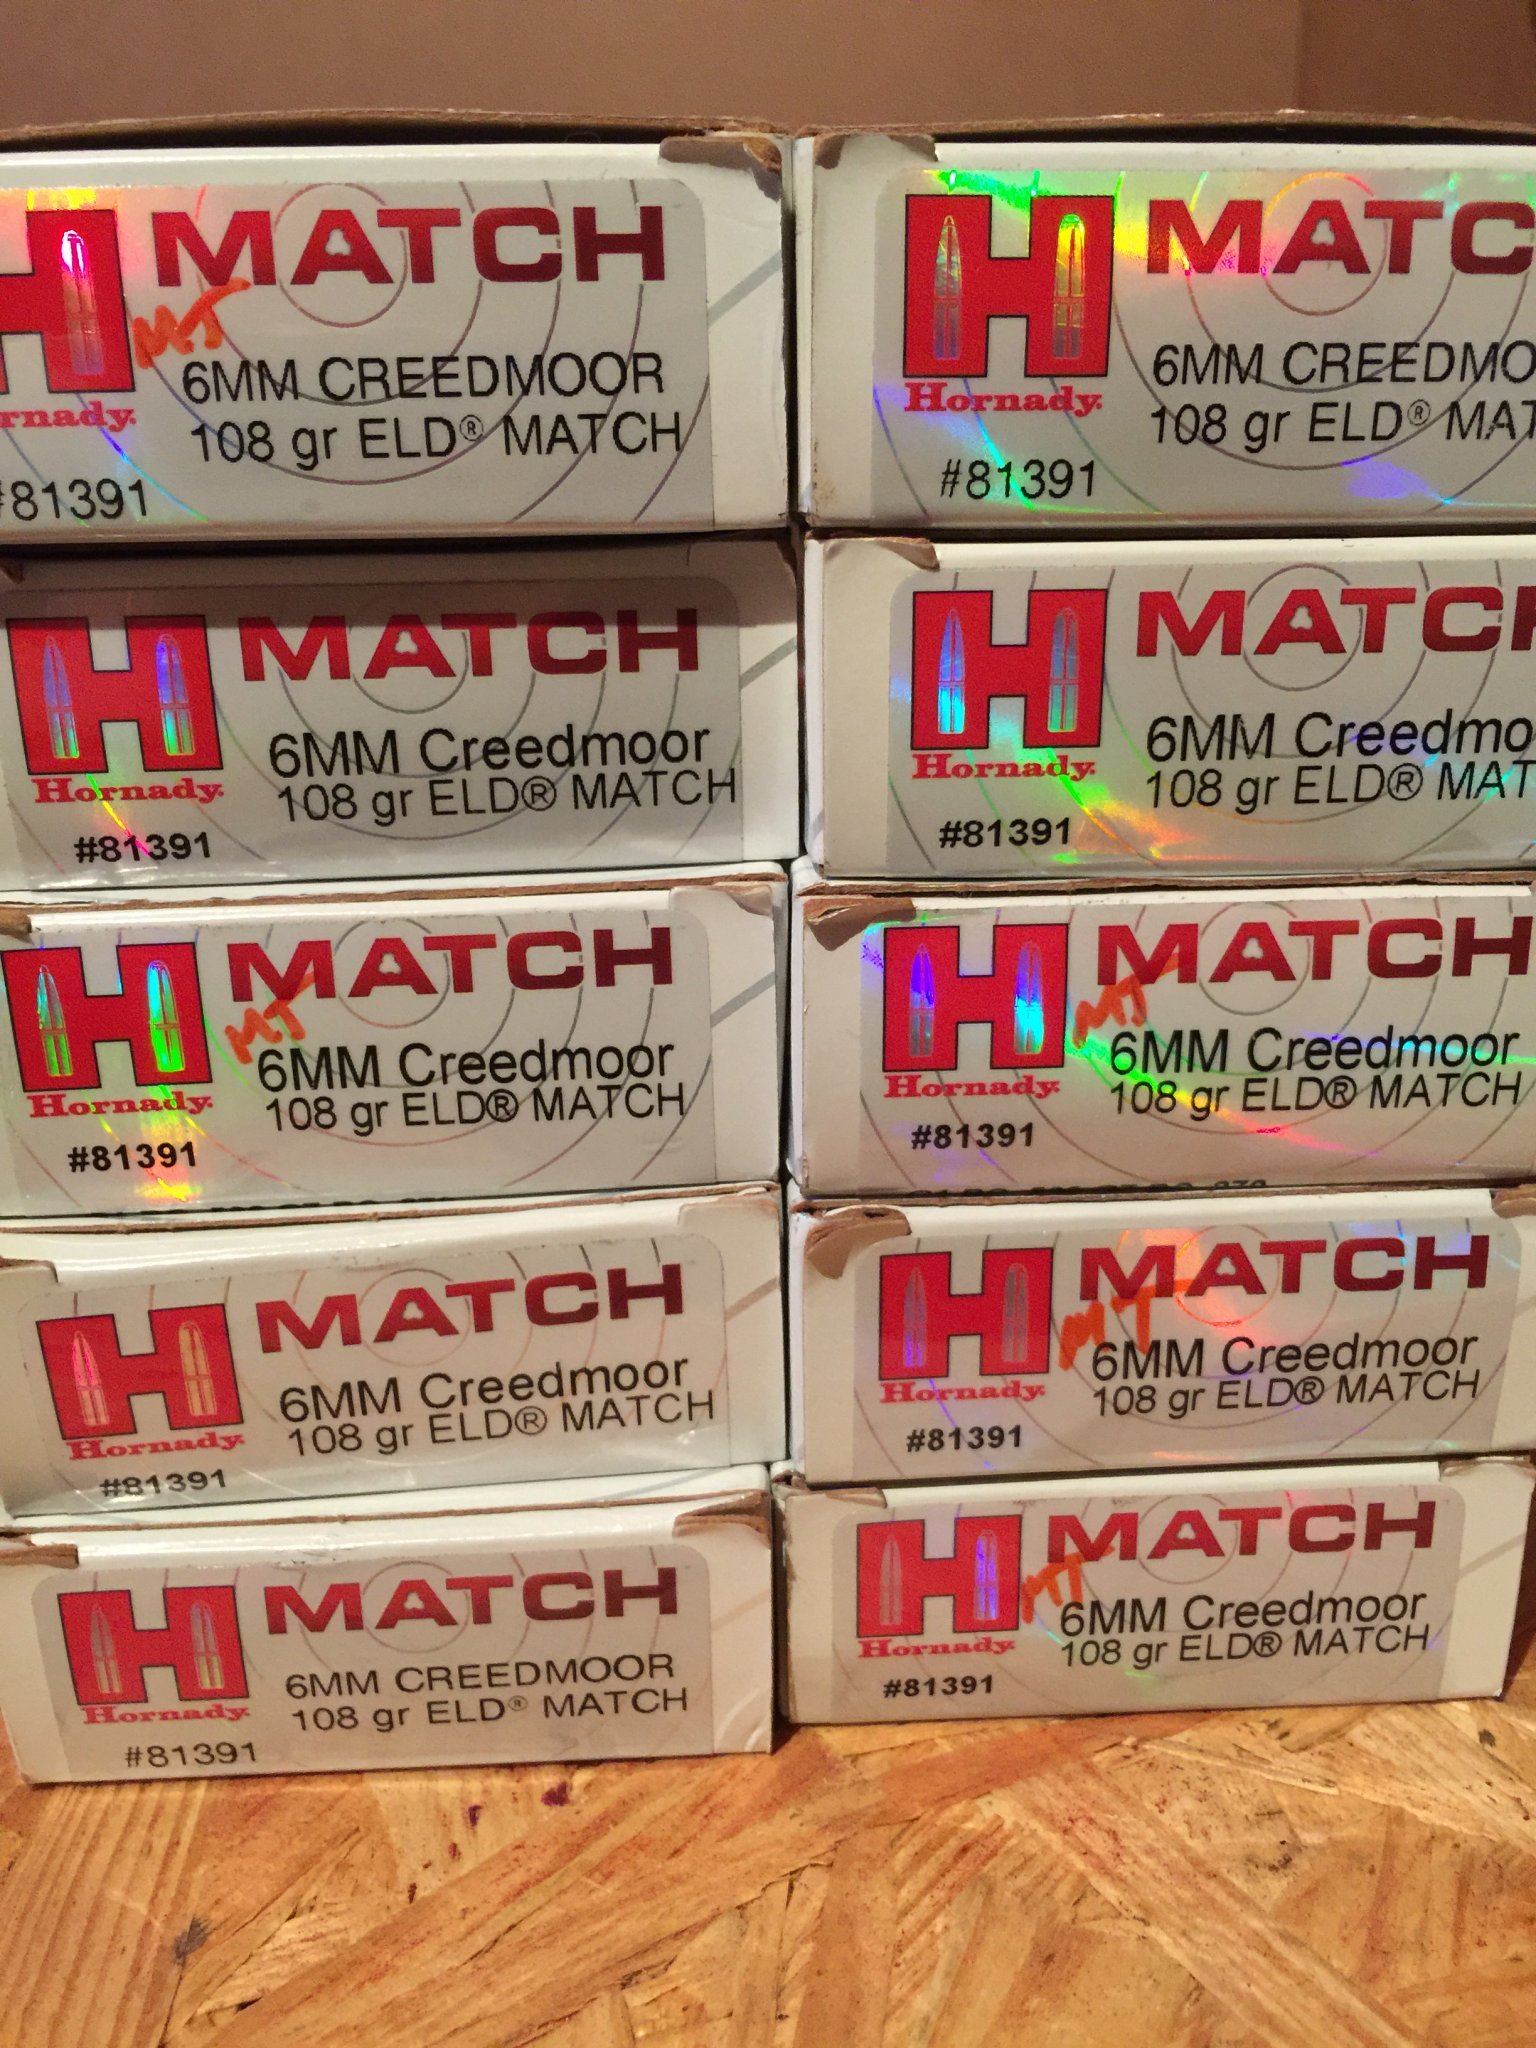 MATCH
MT
6MM CREEDMOOR
108 gr ELD® MATCH
rnady.
#81391
MATC
6MM CREEDMO
Hornady.
108 gr ELD® MAT
#81391
MATCH
6MM Creedmoor
Hornady.
108 gr ELD® MATCH
#81391
MATC
6MM Creedmo
Hornady.
108 gr ELD® MAT
#81391
MATCH
MT
6MM Creedmoor
Hornady.
108 gr ELD® MATCH
#81391
MATCH
MT
6MM Creedmoor
Hornady.
108 gr ELD® MATCH
#81391
MATCH
6MM Creedmoor
Hornady.
108 gr ELD® MATCH
#81391
MATCH
MT
6MM Creedmoor
Hornady.
108 gr ELD® MATCH
#81391
MATCH
6MM CREEDMOOR
Hornady.
108 gr ELD® MATCH
#81391
MATCH
MT
6MM Creedmoor
Hornady.
108 gr ELD® MATCH
#81391